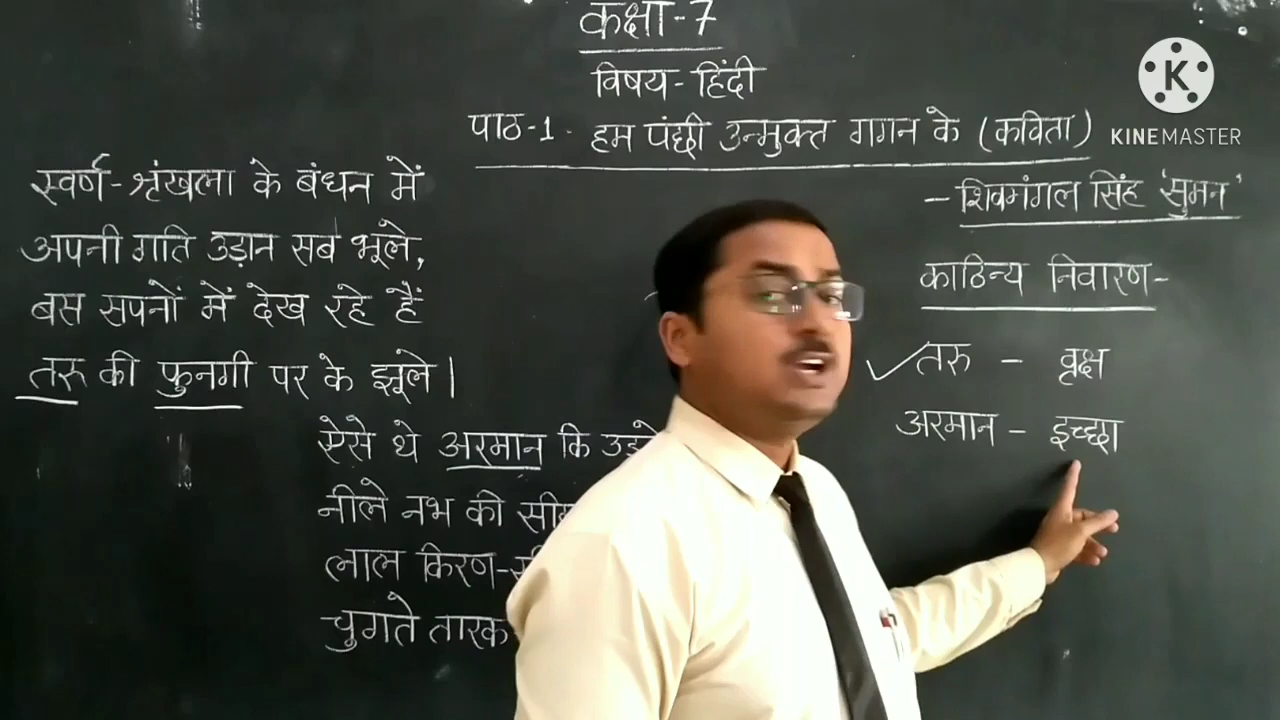 कक्षा-7
विषय-हिंदी
पाठ-1- हम पंछी उन्मुक्त गगन के (कविता)
- शिवमंगल सिंह 'सुमन'
स्वर्ण-श्रृंखला के बंधन में
अपनी गति उड़ान सब भूले,
बस सपनों में देख रहे हैं
तरू की फुनगी पर के झूले।
ऐसे थे अरमान कि
नीले नभ की
लाल किरण-
चुगते तारक
काठिन्य निवारण-
✓तरु - वृक्ष
अरमान - इच्छा
K
KINEMASTER